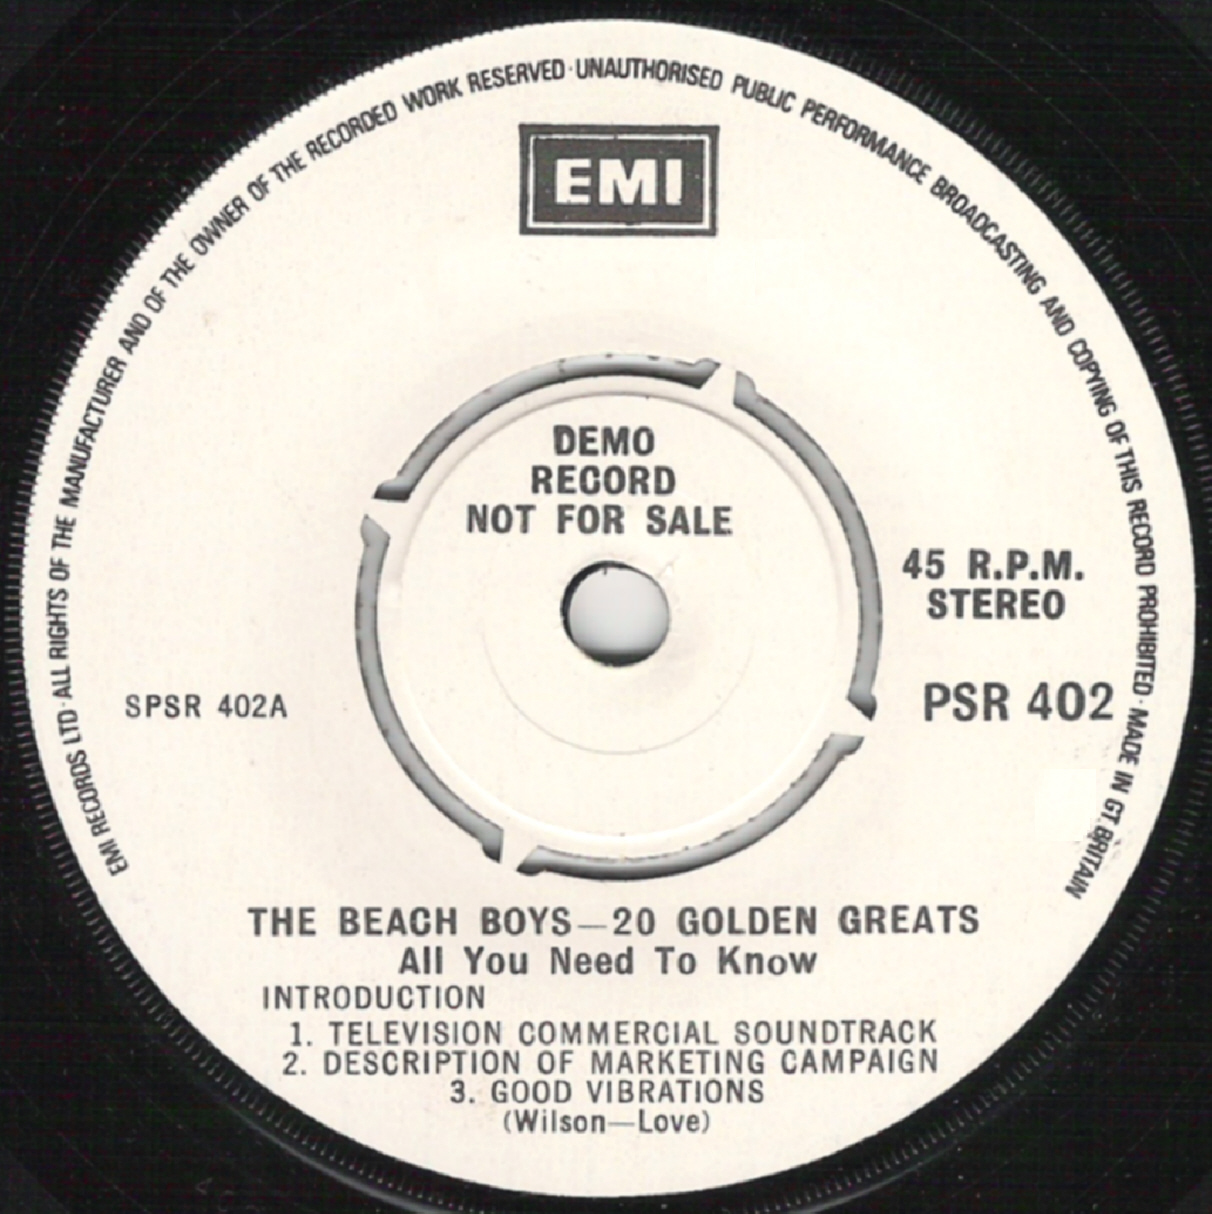 EMI RECORDS LTD · ALL RIGHTS OF THE MANUFACTURER AND OF THE OWNER OF THE RECORDED WORK RESERVED · UNAUTHORISED PUBLIC PERFORMANCE BROADCASTING AND COPYING OF THIS RECORD PROHIBITED · MADE IN GT. BRITAIN
EMI
DEMO
RECORD
NOT FOR SALE
45 R.P.M.
STEREO
SPSR 402A
PSR 402
THE BEACH BOYS—20 GOLDEN GREATS
All You Need To Know
INTRODUCTION
1. TELEVISION COMMERCIAL SOUNDTRACK
2. DESCRIPTION OF MARKETING CAMPAIGN
3. GOOD VIBRATIONS
(Wilson—Love)